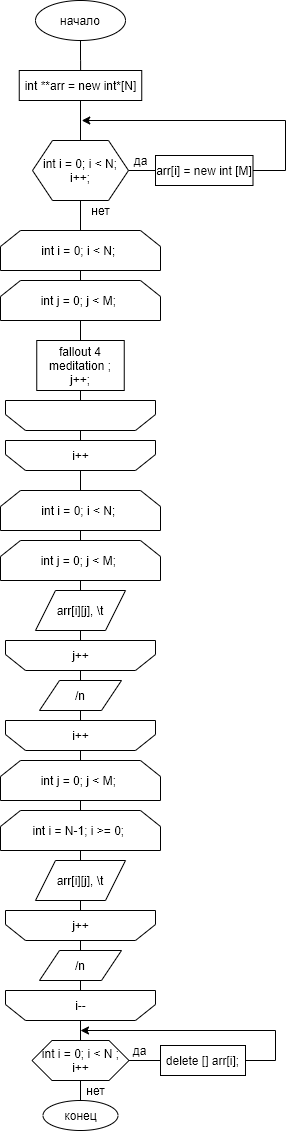 начало
int **arr = new int*[N]
int i = 0; i < N;
i++;
да
arr[i] = new int [M]
нет
int i = 0; i < N;
int j = 0; j < M;
fallout 4
meditation ;
j++;
i++
int i = 0; i < N;
int j = 0; j < M;
arr[i][j], \t
j++
/n
i++
int j = 0; j < M;
int i = N-1; i >= 0;
arr[i][j], \t
j++
/n
i--
int i = 0; i < N ;
i++
да
delete [] arr[i];
нет
конец